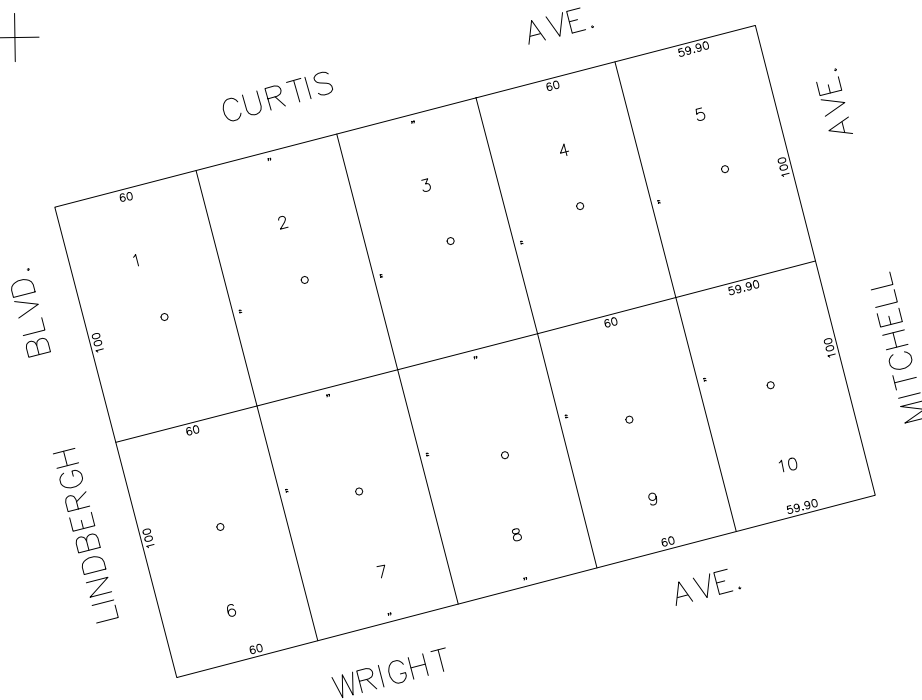 CURTIS AVE.
60 " " 60 59.90
1 2 3 4 5
100 " " " " 100
LINDBERGH BLVD.
MITCHELL AVE.
60 " " 60 59.90
100 " " " " 100
6 7 8 9 10
60 " " 60 59.90
WRIGHT AVE.